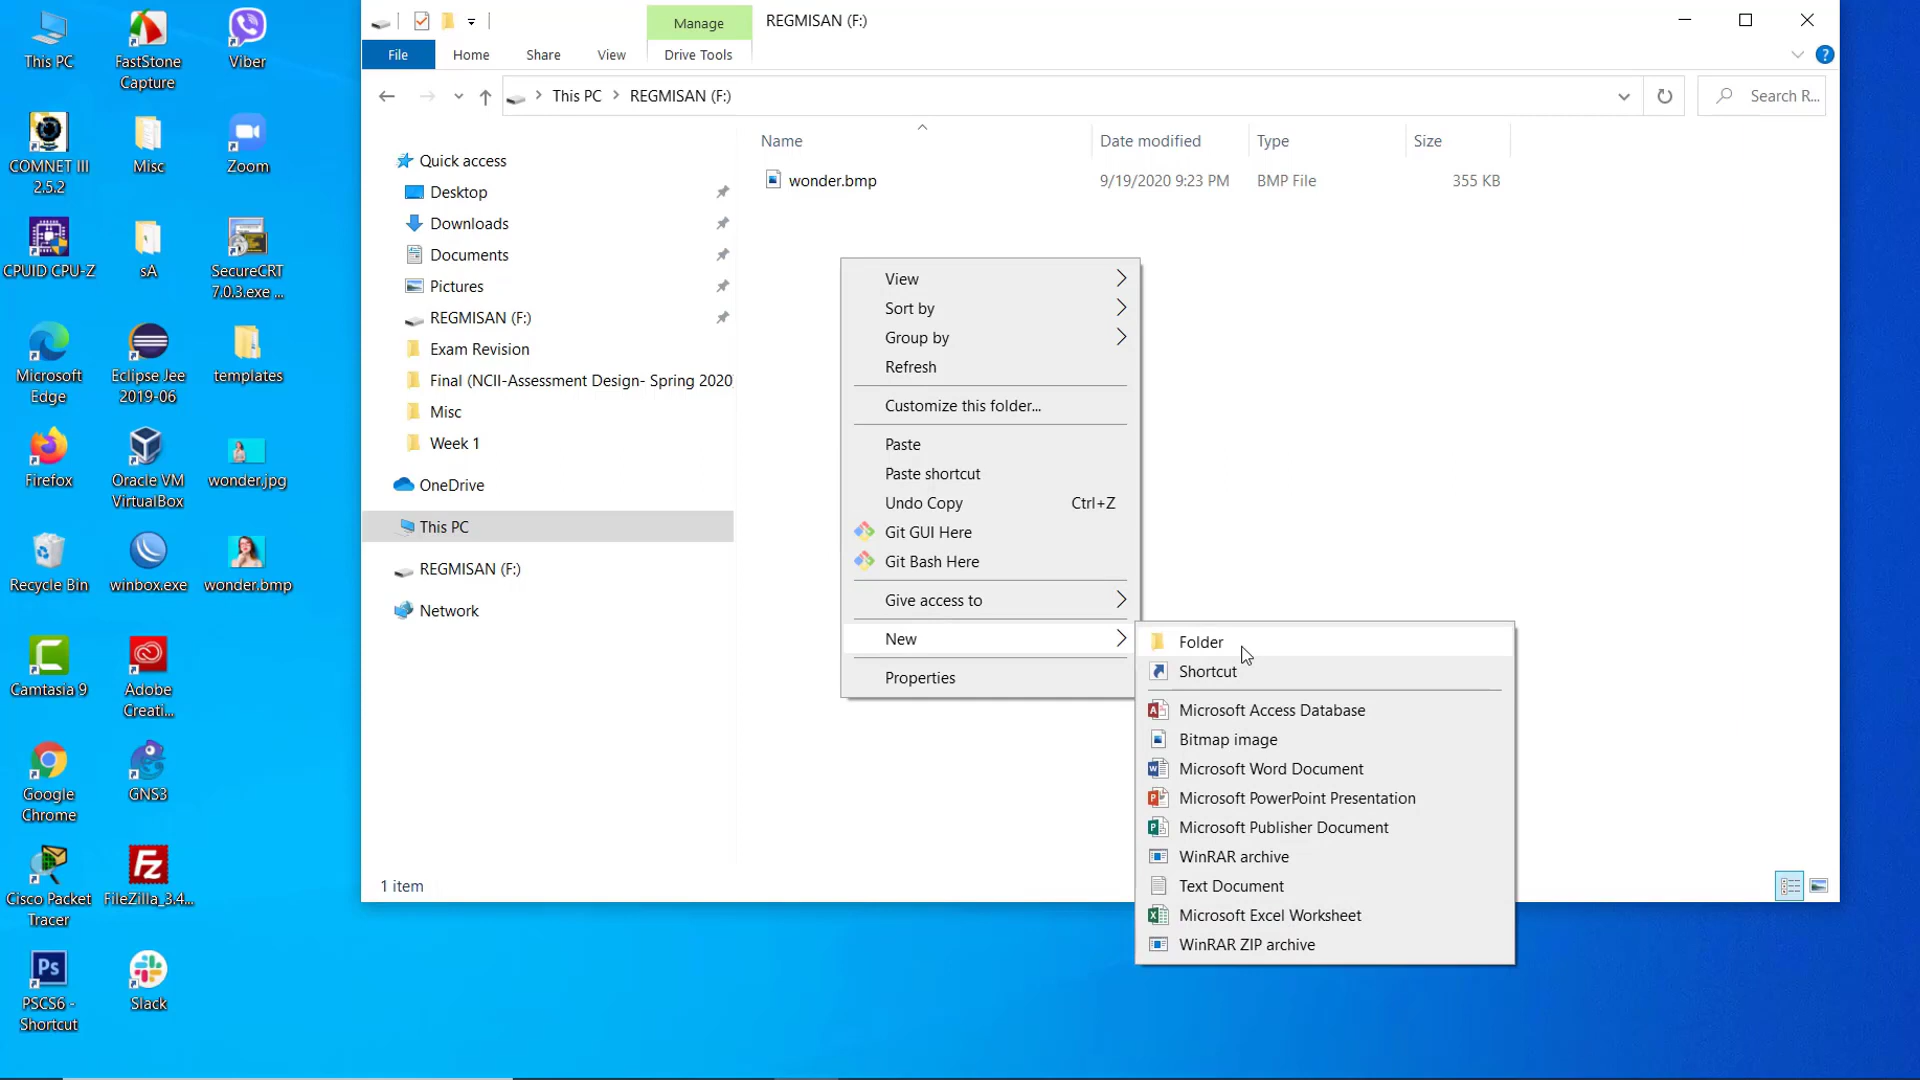 This PC
FastStone
Capture
Viber
COMNET III
2.5.2
Misc
Zoom
CPUID CPU-Z
sA
SecureCRT
7.0.3.exe ...
Microsoft
Edge
Eclipse Jee
2019-06
templates
Firefox
Oracle VM
VirtualBox
wonder.jpg
Recycle Bin
winbox.exe
wonder.bmp
Camtasia 9
Adobe
Creati...
Google
Chrome
GNS3
Cisco Packet
Tracer
FileZilla_3.4...
PSCS6 -
Shortcut
Slack
Manage
REGMISAN (F:)
File
Home
Share
View
Drive Tools
This PC
REGMISAN (F:)
Search R...
Name
Date modified
Type
Size
wonder.bmp
9/19/2020 9:23 PM
BMP File
355 KB
Quick access
Desktop
Downloads
Documents
Pictures
REGMISAN (F:)
Exam Revision
Final (NCII-Assessment Design- Spring 2020)
Misc
Week 1
OneDrive
This PC
REGMISAN (F:)
Network
1 item
View
Sort by
Group by
Refresh
Customize this folder...
Paste
Paste shortcut
Undo Copy Ctrl+Z
Git GUI Here
Git Bash Here
Give access to
New
Properties
Folder
Shortcut
Microsoft Access Database
Bitmap image
Microsoft Word Document
Microsoft PowerPoint Presentation
Microsoft Publisher Document
WinRAR archive
Text Document
Microsoft Excel Worksheet
WinRAR ZIP archive